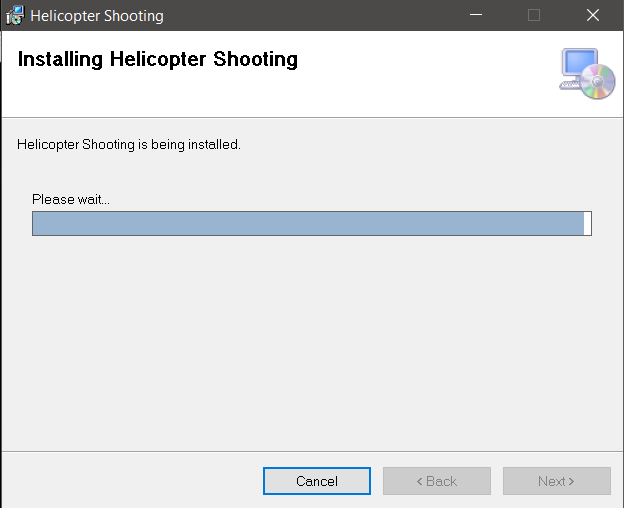 Helicopter Shooting
Installing Helicopter Shooting
Helicopter Shooting is being installed.
Please wait...
Cancel
< Back
Next >